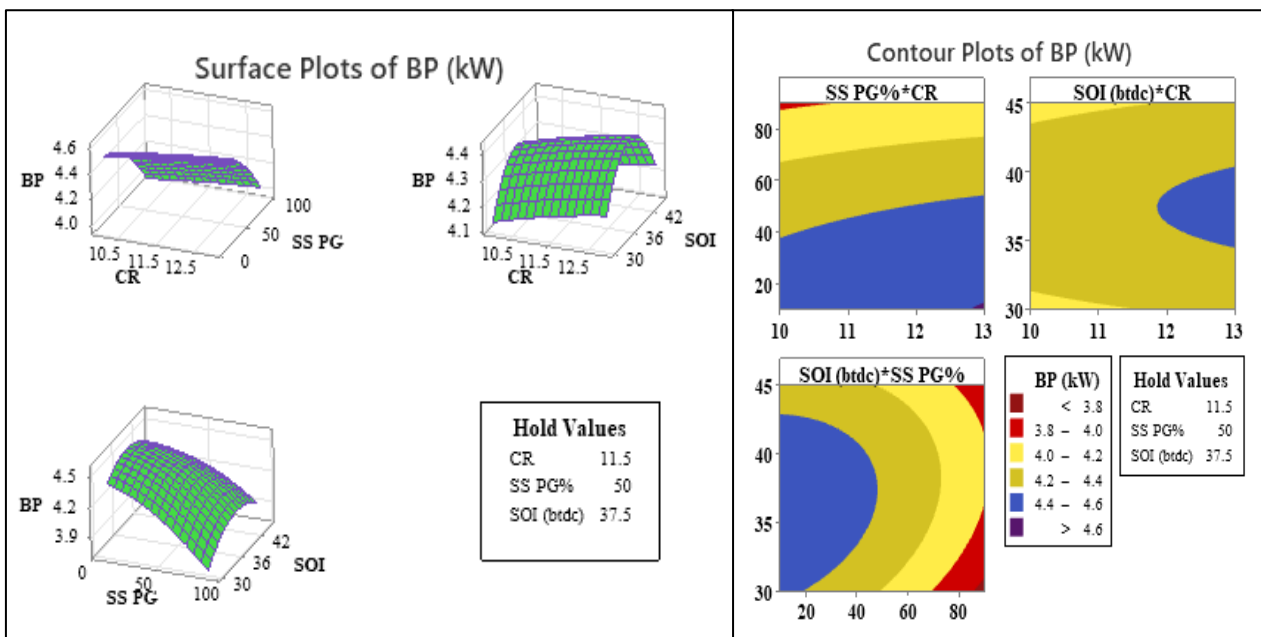 Surface Plots of BP (kW)
4.6
4.4
BP
4.2
4.0
10.5
11.5
12.5
CR
0
50
100
SS PG
4.4
4.3
BP
4.2
4.1
10.5
11.5
12.5
CR
30
36
42
SOI
4.5
4.2
BP
3.9
0
50
100
SS PG
30
36
42
SOI
Hold Values
CR 11.5
SS PG% 50
SOI (btdc) 37.5
Contour Plots of BP (kW)
SS PG%*CR
80
60
40
20
10 11 12 13
SOI (btdc)*CR
45
40
35
30
10 11 12 13
SOI (btdc)*SS PG%
45
40
35
30
20 40 60 80
BP (kW)
< 3.8
3.8 – 4.0
4.0 – 4.2
4.2 – 4.4
4.4 – 4.6
> 4.6
Hold Values
CR 11.5
SS PG% 50
SOI (btdc) 37.5